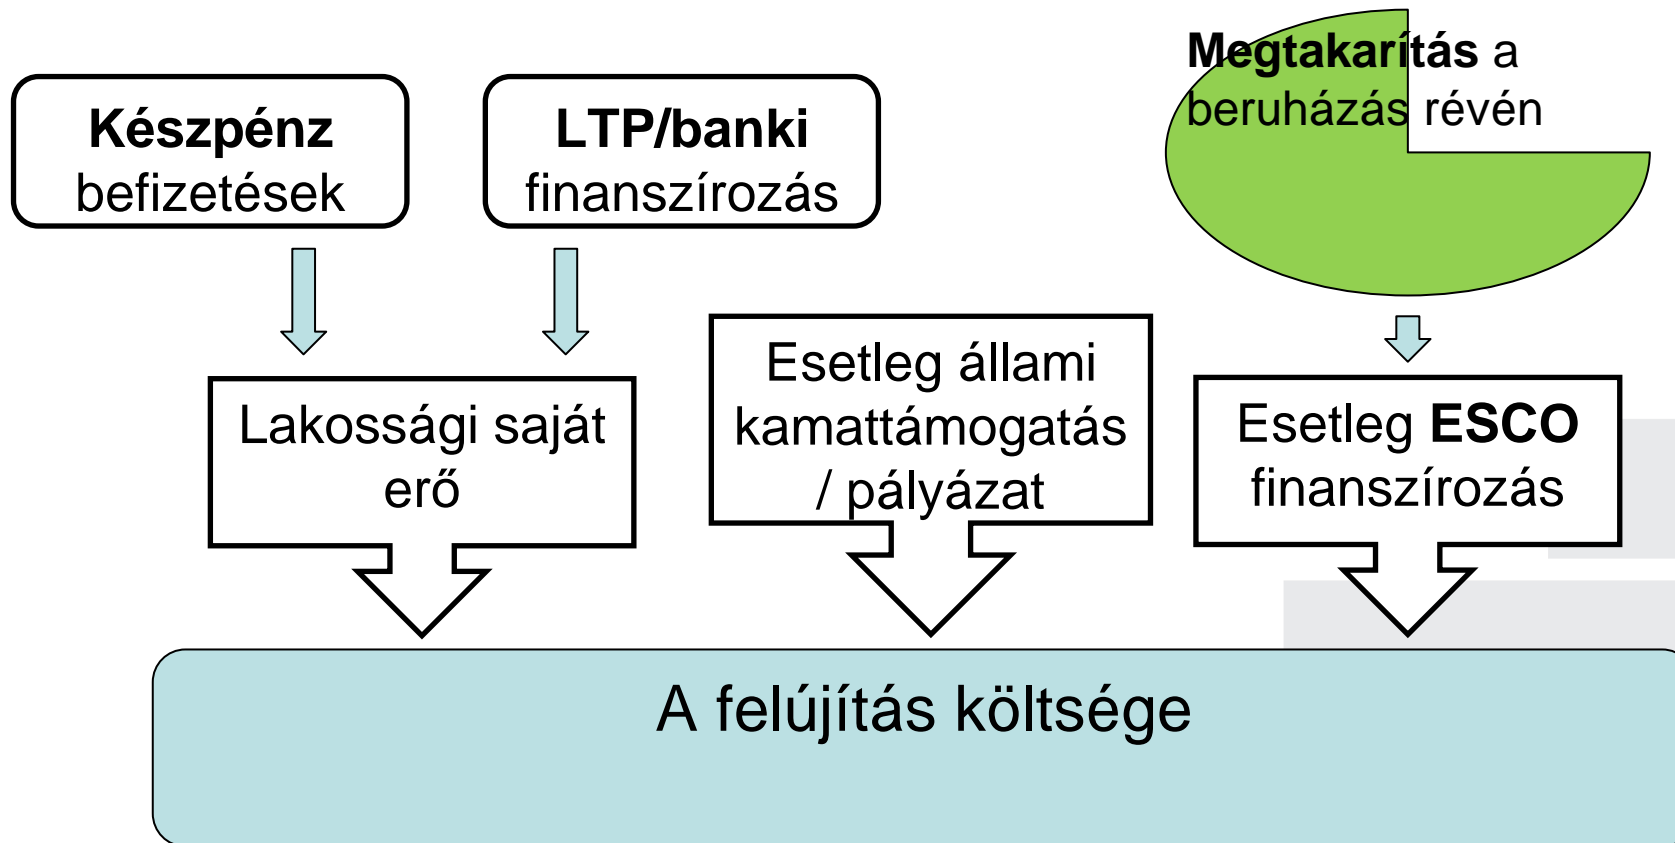 Készpénz
befizetések
LTP/banki
finanszírozás
Megtakarítás a
beruházás révén
Lakossági saját
erő
Esetleg állami
kamattámogatás
/ pályázat
Esetleg ESCO
finanszírozás
A felújítás költsége